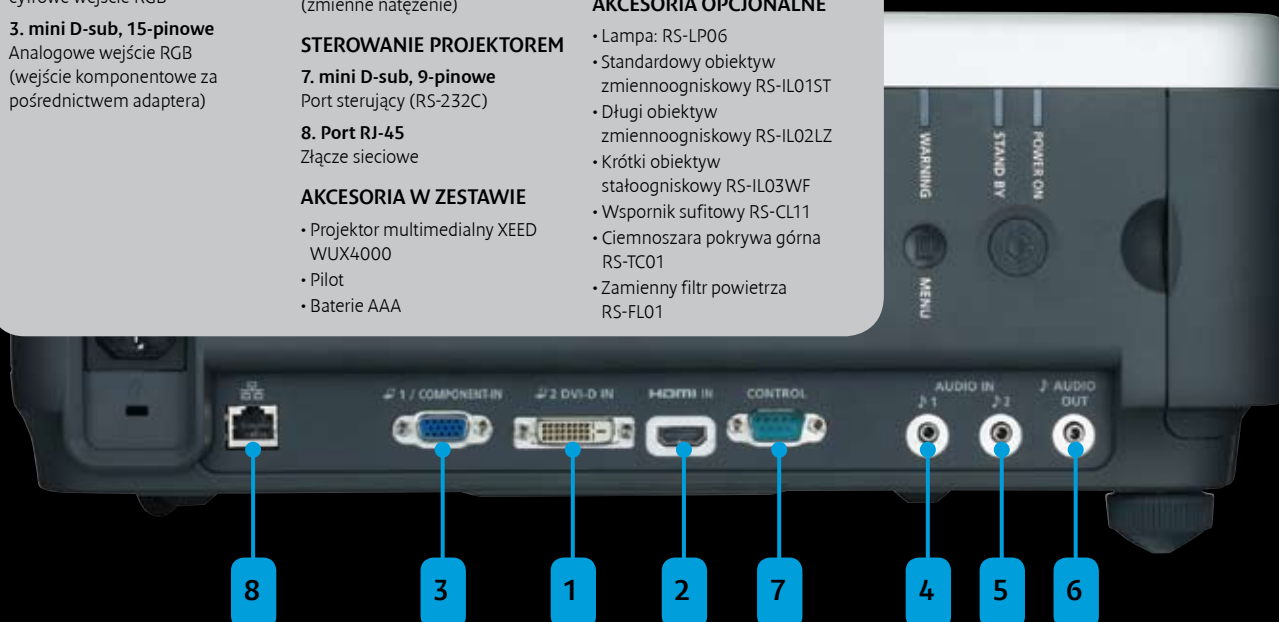 cyfrowe wejście RGB
3. mini D-sub, 15-pinowe
Analogowe wejście RGB
(wejście komponentowe za
pośrednictwem adaptera)
(zmienne natężenie)
STEROWANIE PROJEKTOREM
7. mini D-sub, 9-pinowe
Port sterujący (RS-232C)
8. Port RJ-45
Złącze sieciowe
AKCESORIA W ZESTAWIE
• Projektor multimedialny XEED
WUX4000
• Pilot
• Baterie AAA
AKCESORIA OPCJONALNE
• Lampa: RS-LP06
• Standardowy obiektyw
zmiennoogniskowy RS-IL01ST
• Długi obiektyw
zmiennoogniskowy RS-IL02LZ
• Krótki obiektyw
stałoogniskowy RS-IL03WF
• Wspornik sufitowy RS-CL11
• Ciemnoszara pokrywa górna
RS-TC01
• Zamienny filtr powietrza
RS-FL01
WARNING
STAND BY
POWER ON
MENU
1 / COMPONENT-IN
2 DVI-D IN
HDMI IN
CONTROL
AUDIO IN
♪ 1
♪ 2
♪ AUDIO
OUT
8
3
1
2
7
4
5
6